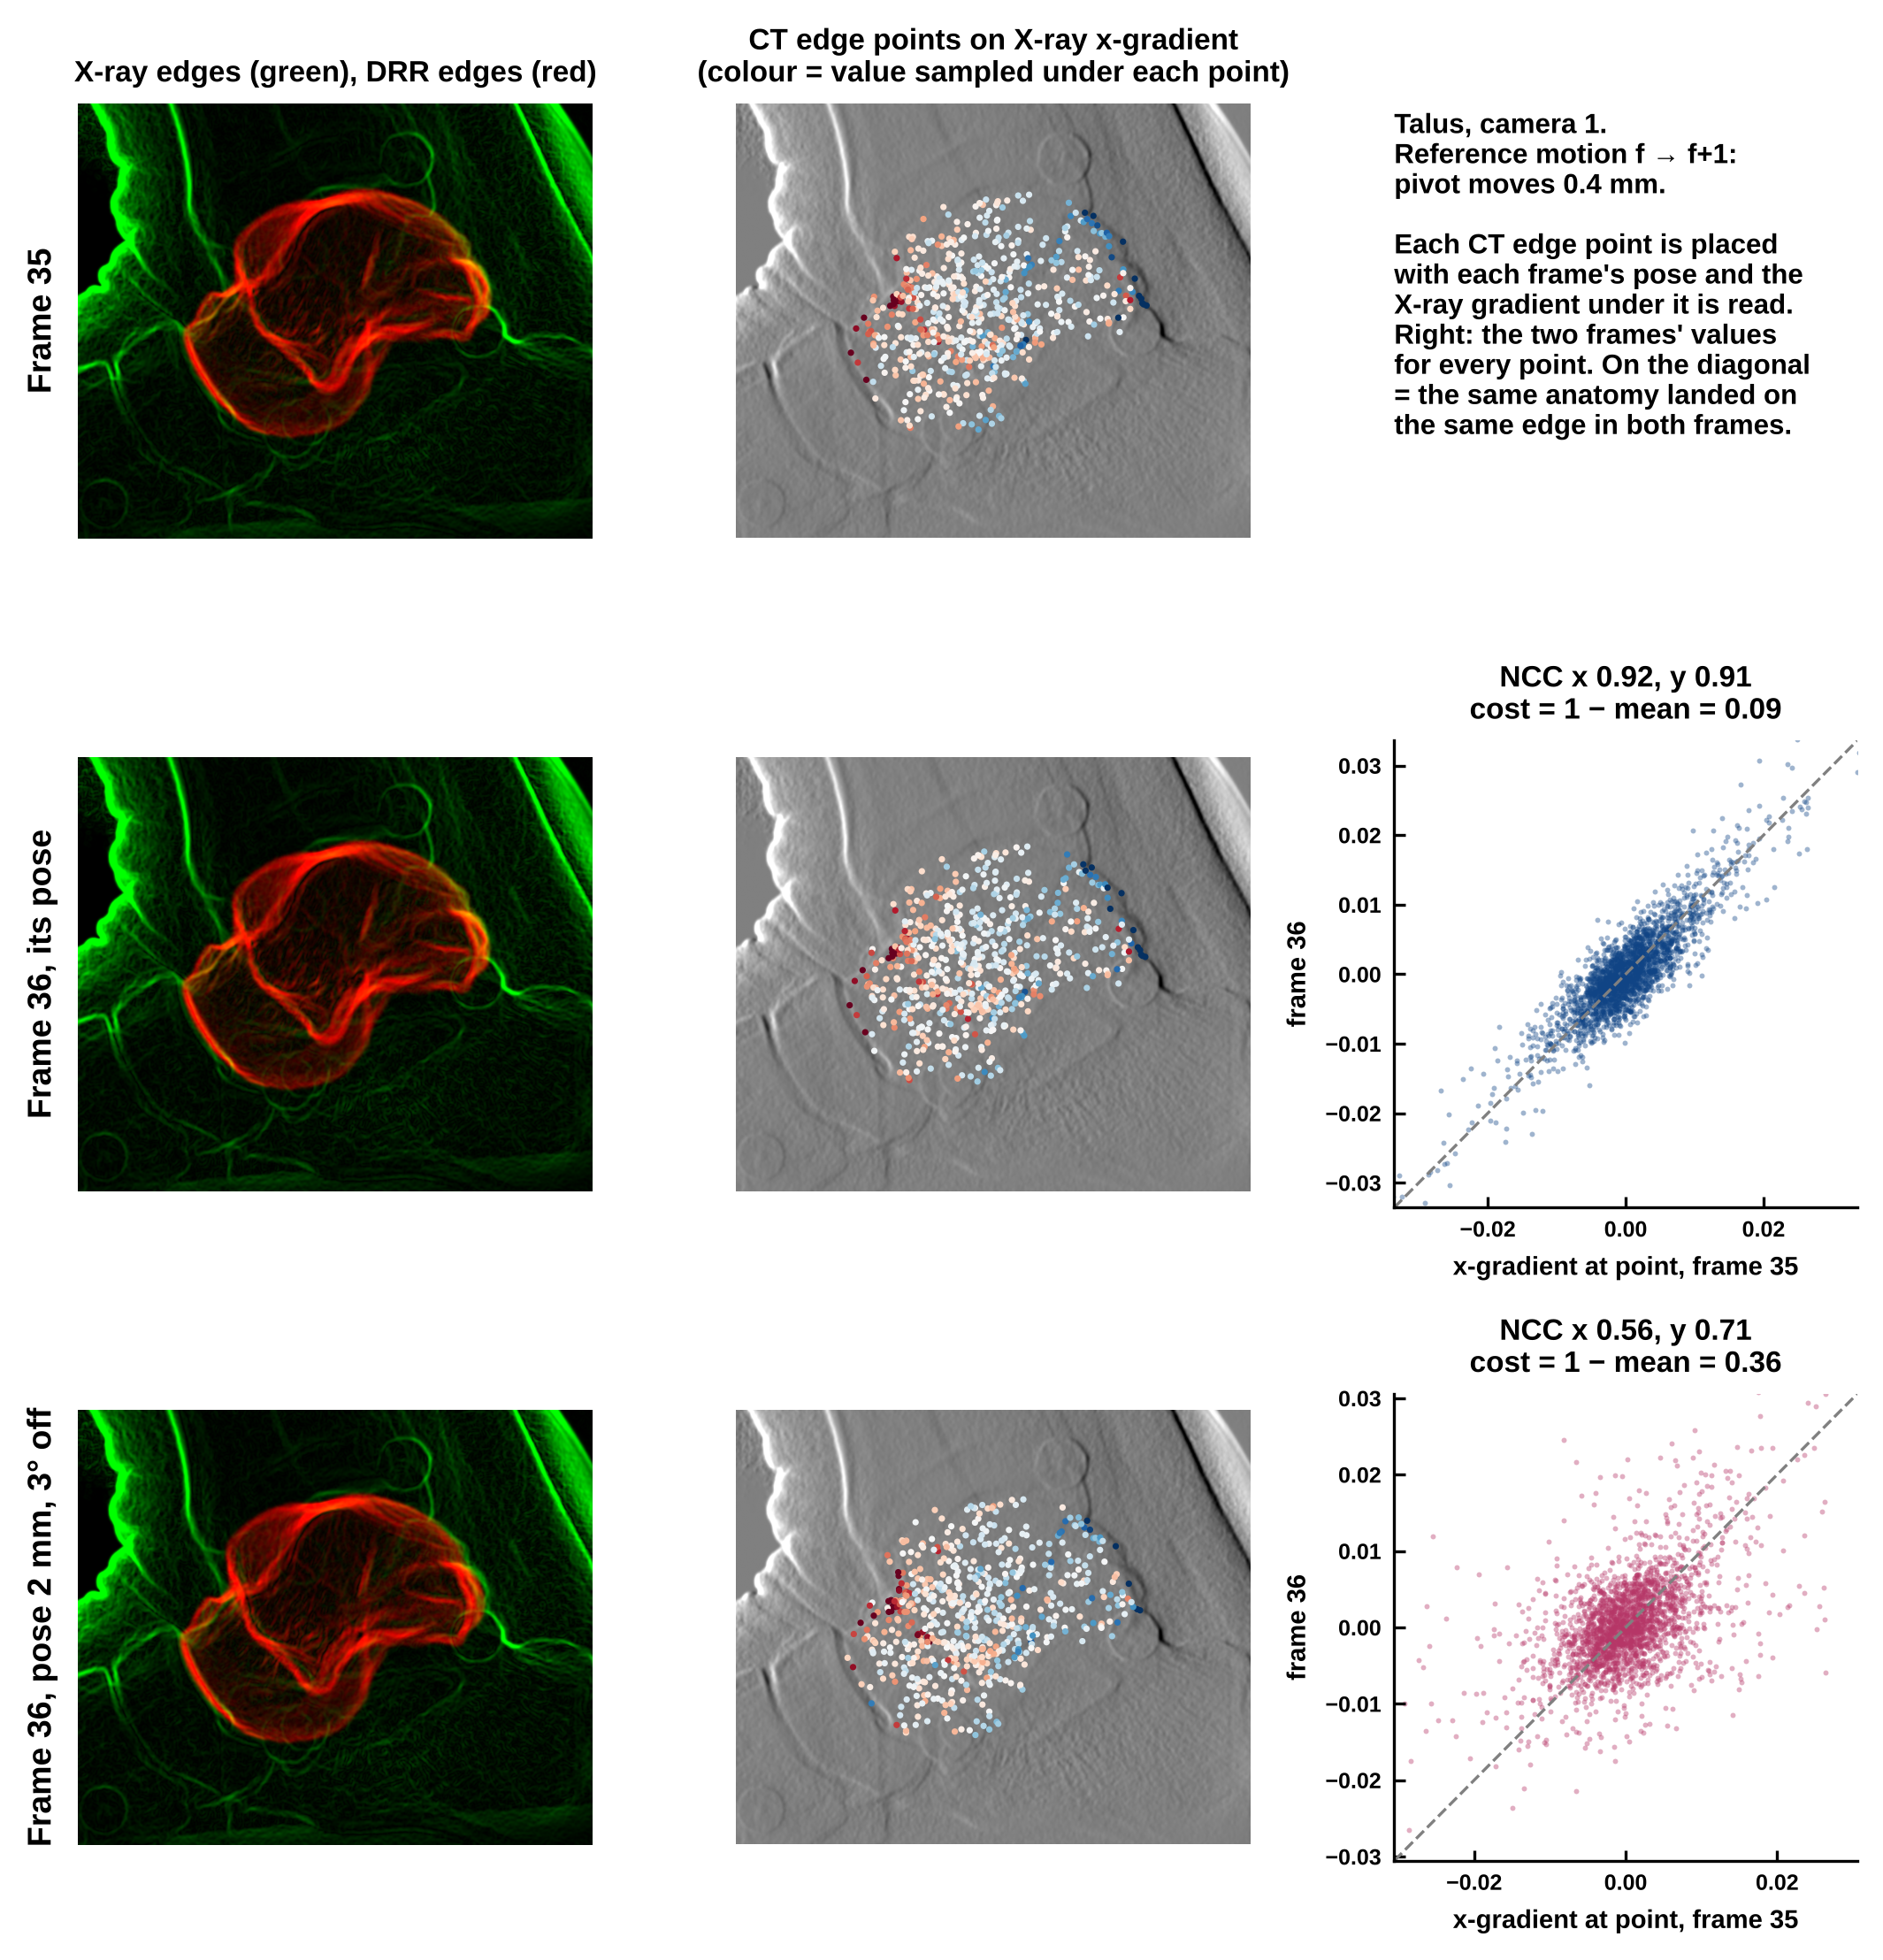 X-ray edges (green), DRR edges (red)
CT edge points on X-ray x-gradient
(colour = value sampled under each point)
Frame 35
Talus, camera 1.
Reference motion f → f+1:
pivot moves 0.4 mm.
Each CT edge point is placed
with each frame's pose and the
X-ray gradient under it is read.
Right: the two frames' values
for every point. On the diagonal
= the same anatomy landed on
the same edge in both frames.
Frame 36, its pose
NCC x 0.92, y 0.91
cost = 1 − mean = 0.09
frame 36
0.03
0.02
0.01
0.00
−0.01
−0.02
−0.03
−0.02 0.00 0.02
x-gradient at point, frame 35
Frame 36, pose 2 mm, 3° off
NCC x 0.56, y 0.71
cost = 1 − mean = 0.36
frame 36
0.03
0.02
0.01
0.00
−0.01
−0.02
−0.03
−0.02 0.00 0.02
x-gradient at point, frame 35